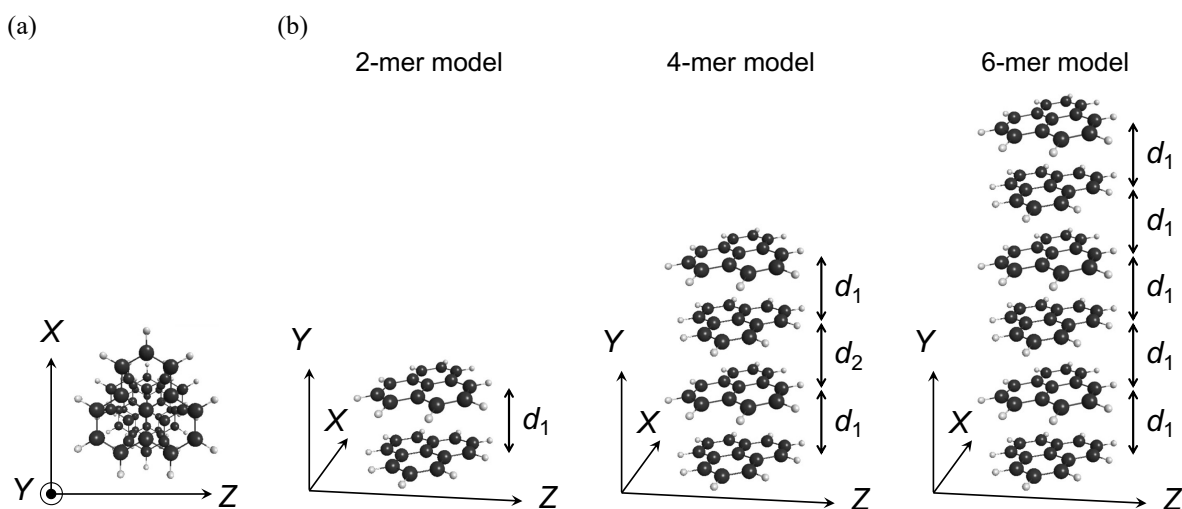 (a)
(b)
2-mer model
4-mer model
6-mer model
X
Y
Z
Y
X
Z
d1
Y
X
Z
d1
d2
d1
Y
X
Z
d1
d1
d1
d1
d1